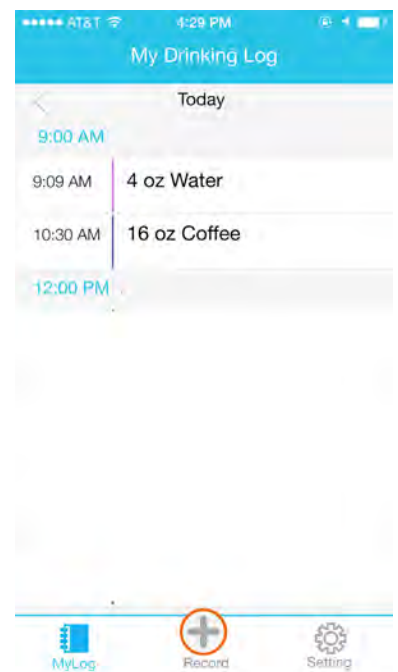 AT&T 4:29 PM
My Drinking Log
Today
9:00 AM
9:09 AM 4 oz Water
10:30 AM 16 oz Coffee
12:00 PM
MyLog Record Setting